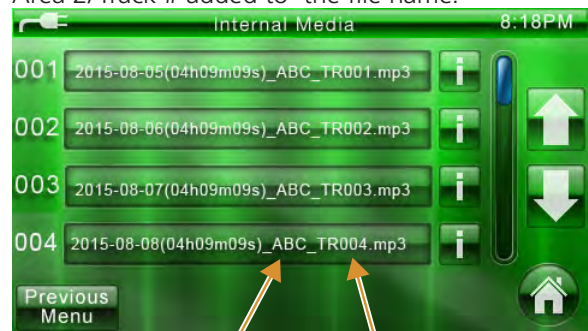 Area 2/Track # added to the file name.
Internal Media
8:18PM
001 2015-08-05(04h09m09s)_ABC_TR001.mp3 i
002 2015-08-06(04h09m09s)_ABC_TR002.mp3 i
003 2015-08-07(04h09m09s)_ABC_TR003.mp3 i
004 2015-08-08(04h09m09s)_ABC_TR004.mp3 i
Previous
Menu